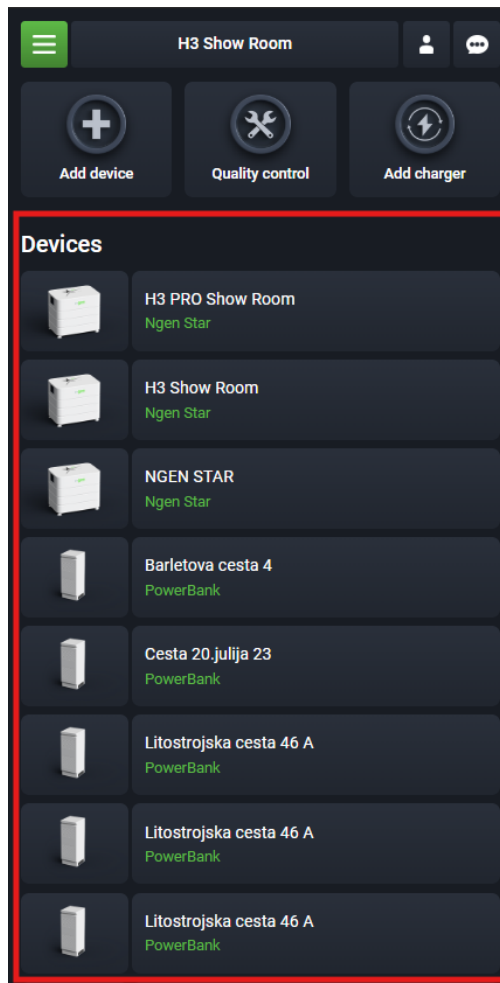 H3 Show Room
Add device
Quality control
Add charger
Devices
H3 PRO Show Room
Ngen Star
H3 Show Room
Ngen Star
NGEN STAR
Ngen Star
Barletova cesta 4
PowerBank
Cesta 20.julija 23
PowerBank
Litostrojska cesta 46 A
PowerBank
Litostrojska cesta 46 A
PowerBank
Litostrojska cesta 46 A
PowerBank